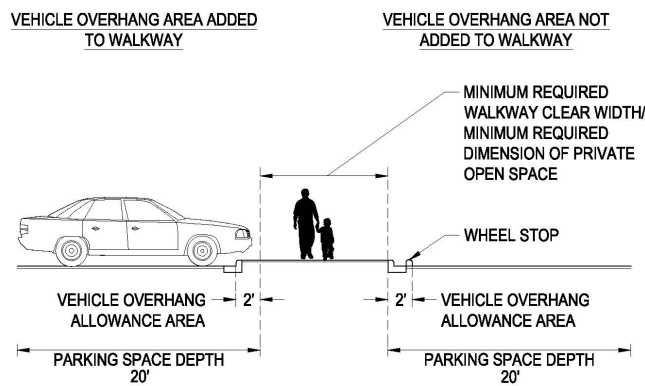 VEHICLE OVERHANG AREA ADDED
TO WALKWAY
VEHICLE OVERHANG AREA NOT
ADDED TO WALKWAY
MINIMUM REQUIRED
WALKWAY CLEAR WIDTH/
MINIMUM REQUIRED
DIMENSION OF PRIVATE
OPEN SPACE
WHEEL STOP
VEHICLE OVERHANG
ALLOWANCE AREA
2'
2'
VEHICLE OVERHANG
ALLOWANCE AREA
PARKING SPACE DEPTH
20'
PARKING SPACE DEPTH
20'